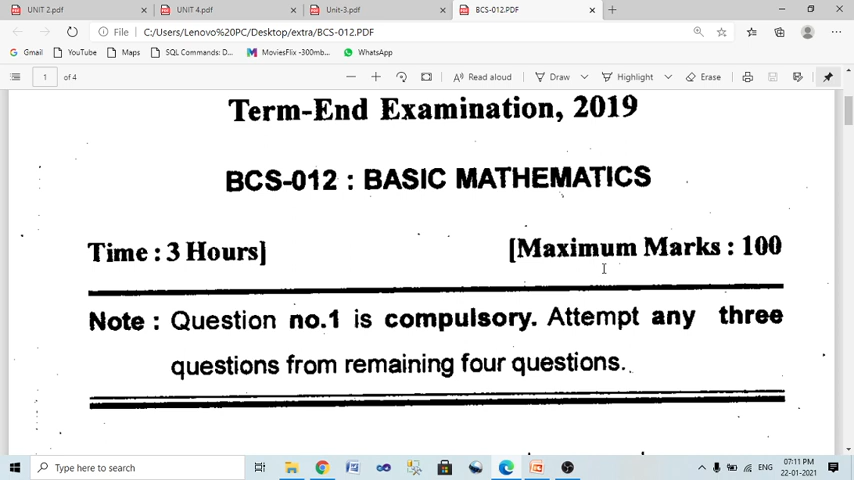 UNIT 2.pdf
UNIT 4.pdf
Unit-3.pdf
BCS-012.PDF
File
C:/Users/Lenovo%20PC/Desktop/extra/BCS-012.PDF
Gmail
YouTube
Maps
SQL Commands: D...
MoviesFlix -300mb...
WhatsApp
1 of 4
Read aloud
Draw
Highlight
Erase
Term-End Examination, 2019
BCS-012 : BASIC MATHEMATICS
Time : 3 Hours]
[Maximum Marks : 100
Note : Question no.1 is compulsory. Attempt any three
questions from remaining four questions.
Type here to search
ENG
07:11 PM
22-01-2021